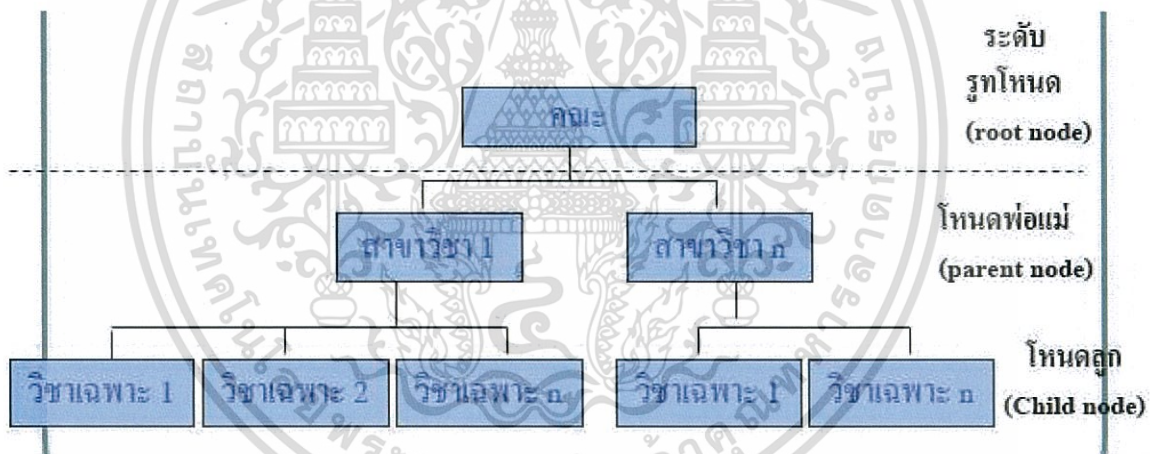 ระดับ
รูทโหนด
(root node)
คณะ
โหนดพ่อแม่
(parent node)
สาขาวิชา 1
สาขาวิชา n
โหนดลูก
(Child node)
วิชาเฉพาะ 1
วิชาเฉพาะ 2
วิชาเฉพาะ n
วิชาเฉพาะ 1
วิชาเฉพาะ n